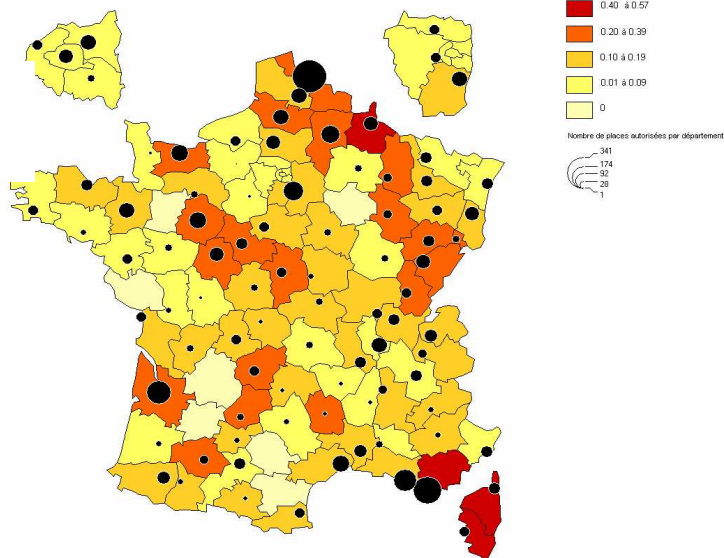 0.40 à 0.57
0.20 à 0.39
0.10 à 0.19
0.01 à 0.09
0
Nombre de places autorisées par département
341
174
92
28
1